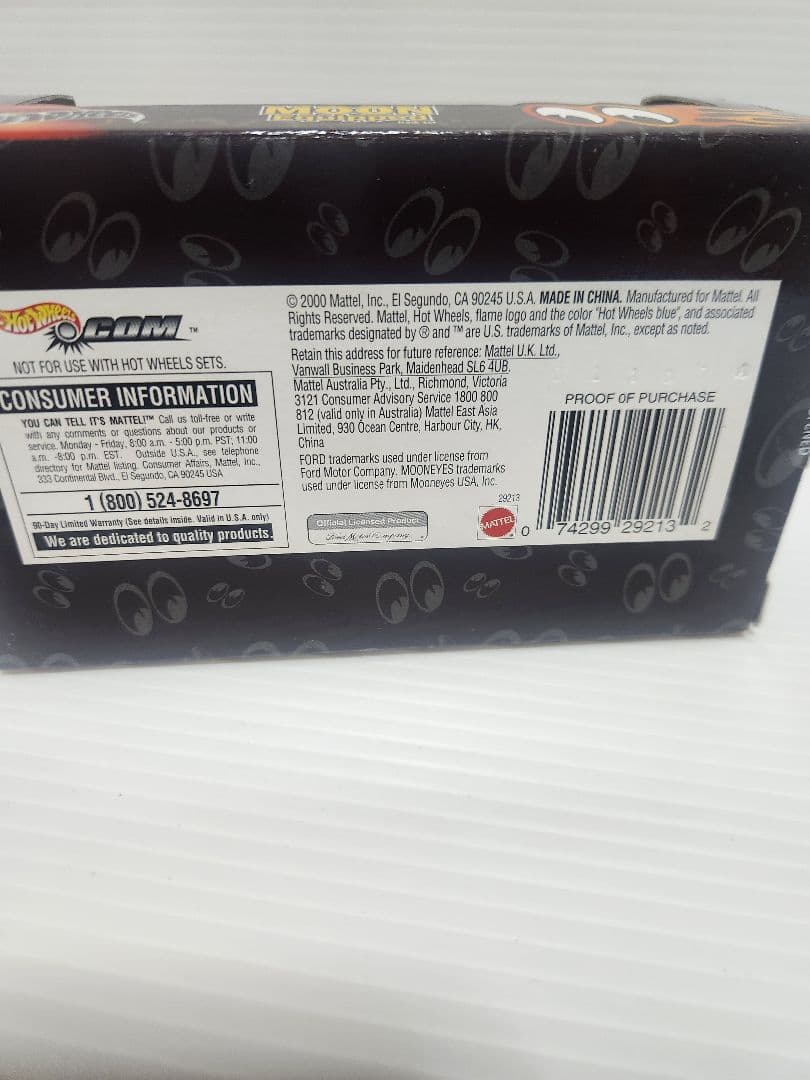 MOON
Equipped
Hot Wheels
.COM ™
NOT FOR USE WITH HOT WHEELS SETS.
CONSUMER INFORMATION
YOU CAN TELL IT'S MATTEL!™ Call us toll-free or write
with any comments or questions about our products or
service. Monday - Friday, 8:00 a.m. - 5:00 p.m. PST; 11:00
a.m. -8:00 p.m. EST. Outside U.S.A., see telephone
directory for Mattel listing. Consumer Affairs, Mattel, Inc.,
333 Continental Blvd., El Segundo, CA 90245 USA
1 (800) 524-8697
90-Day Limited Warranty (See details inside. Valid in U.S.A. only)
We are dedicated to quality products.
© 2000 Mattel, Inc., El Segundo, CA 90245 U.S.A. MADE IN CHINA. Manufactured for Mattel. All
Rights Reserved. Mattel, Hot Wheels, flame logo and the color "Hot Wheels blue", and associated
trademarks designated by ® and ™ are U.S. trademarks of Mattel, Inc., except as noted.
Retain this address for future reference: Mattel U.K. Ltd.,
Vanwall Business Park, Maidenhead SL6 4UB.
Mattel Australia Pty., Ltd., Richmond, Victoria
3121 Consumer Advisory Service 1800 800
812 (valid only in Australia) Mattel East Asia
Limited, 930 Ocean Centre, Harbour City, HK,
China
FORD trademarks used under license from
Ford Motor Company. MOONEYES trademarks
used under license from Mooneyes USA, Inc.
29213
Official Licensed Product
Ford Motor Company
MATTEL
PROOF OF PURCHASE
0 74299 29213 2